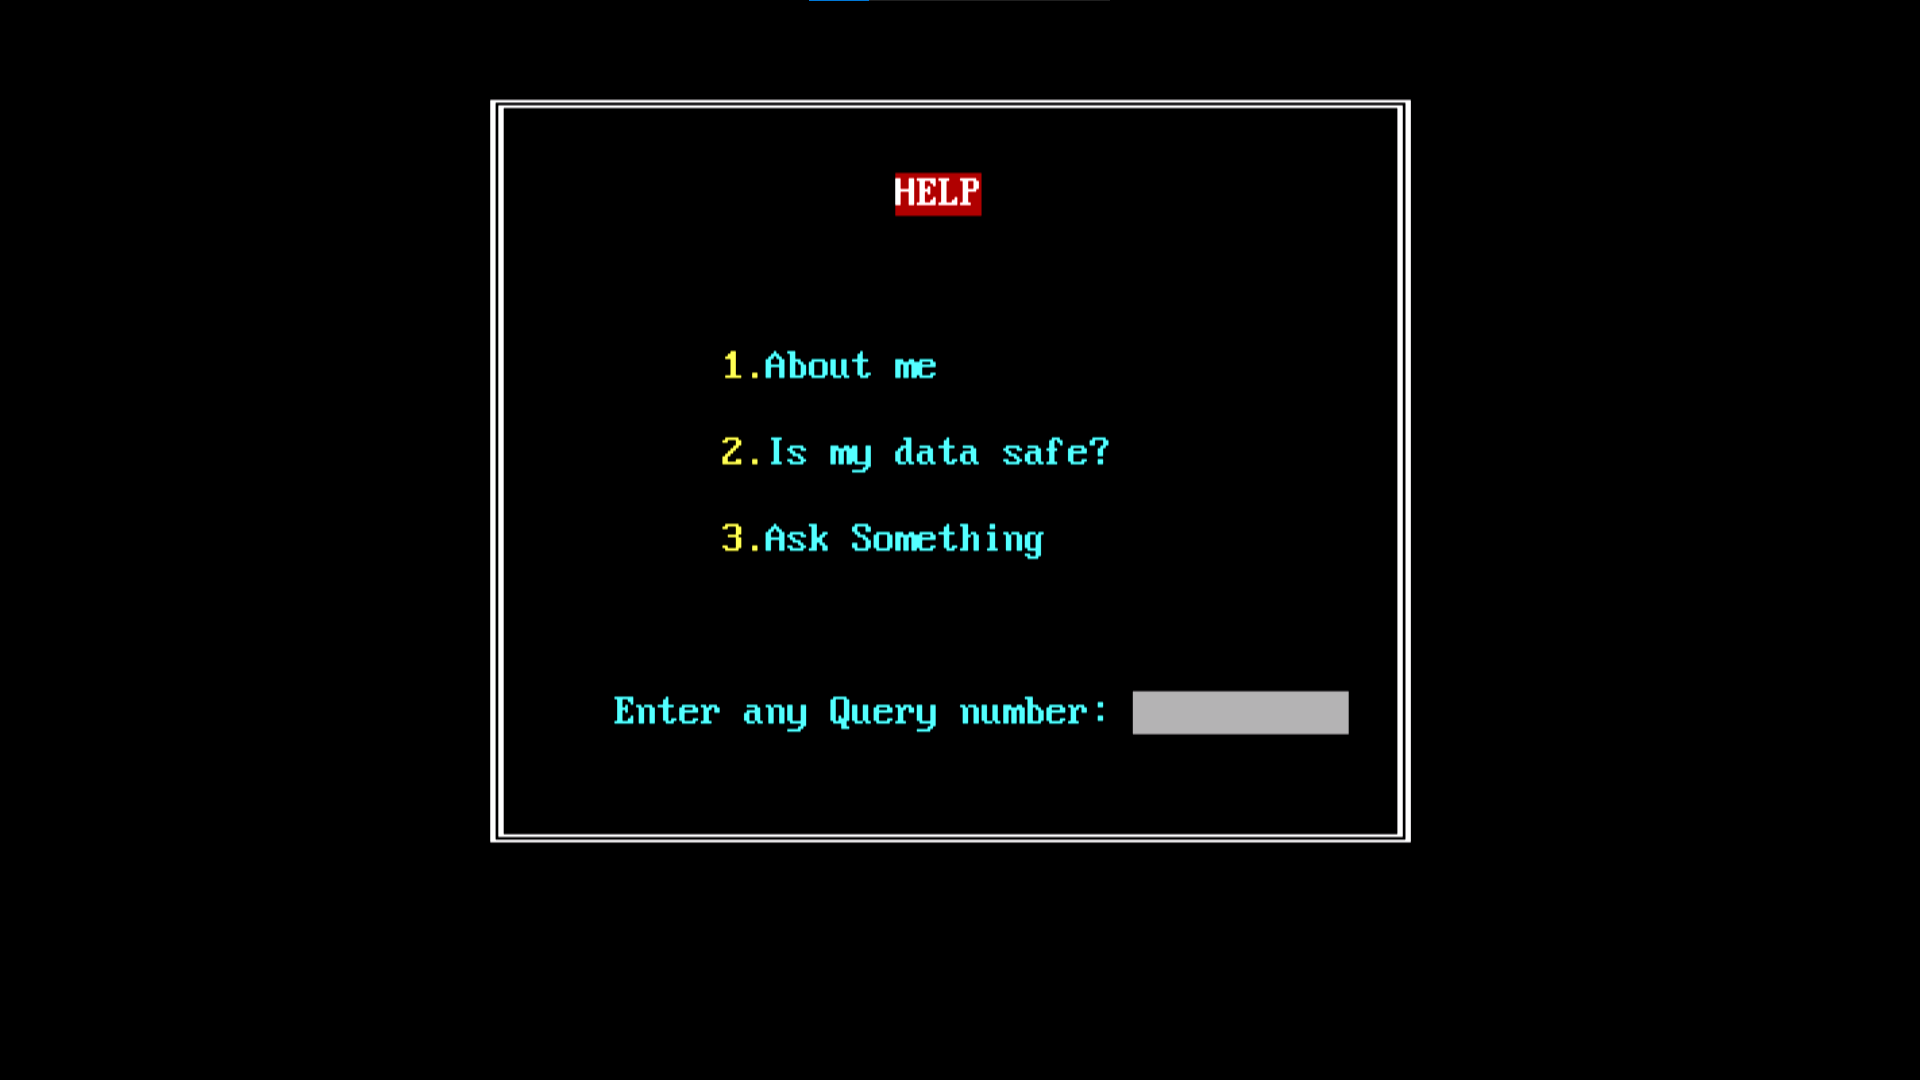 HELP
1.About me
2.Is my data safe?
3.Ask Something
Enter any Query number: